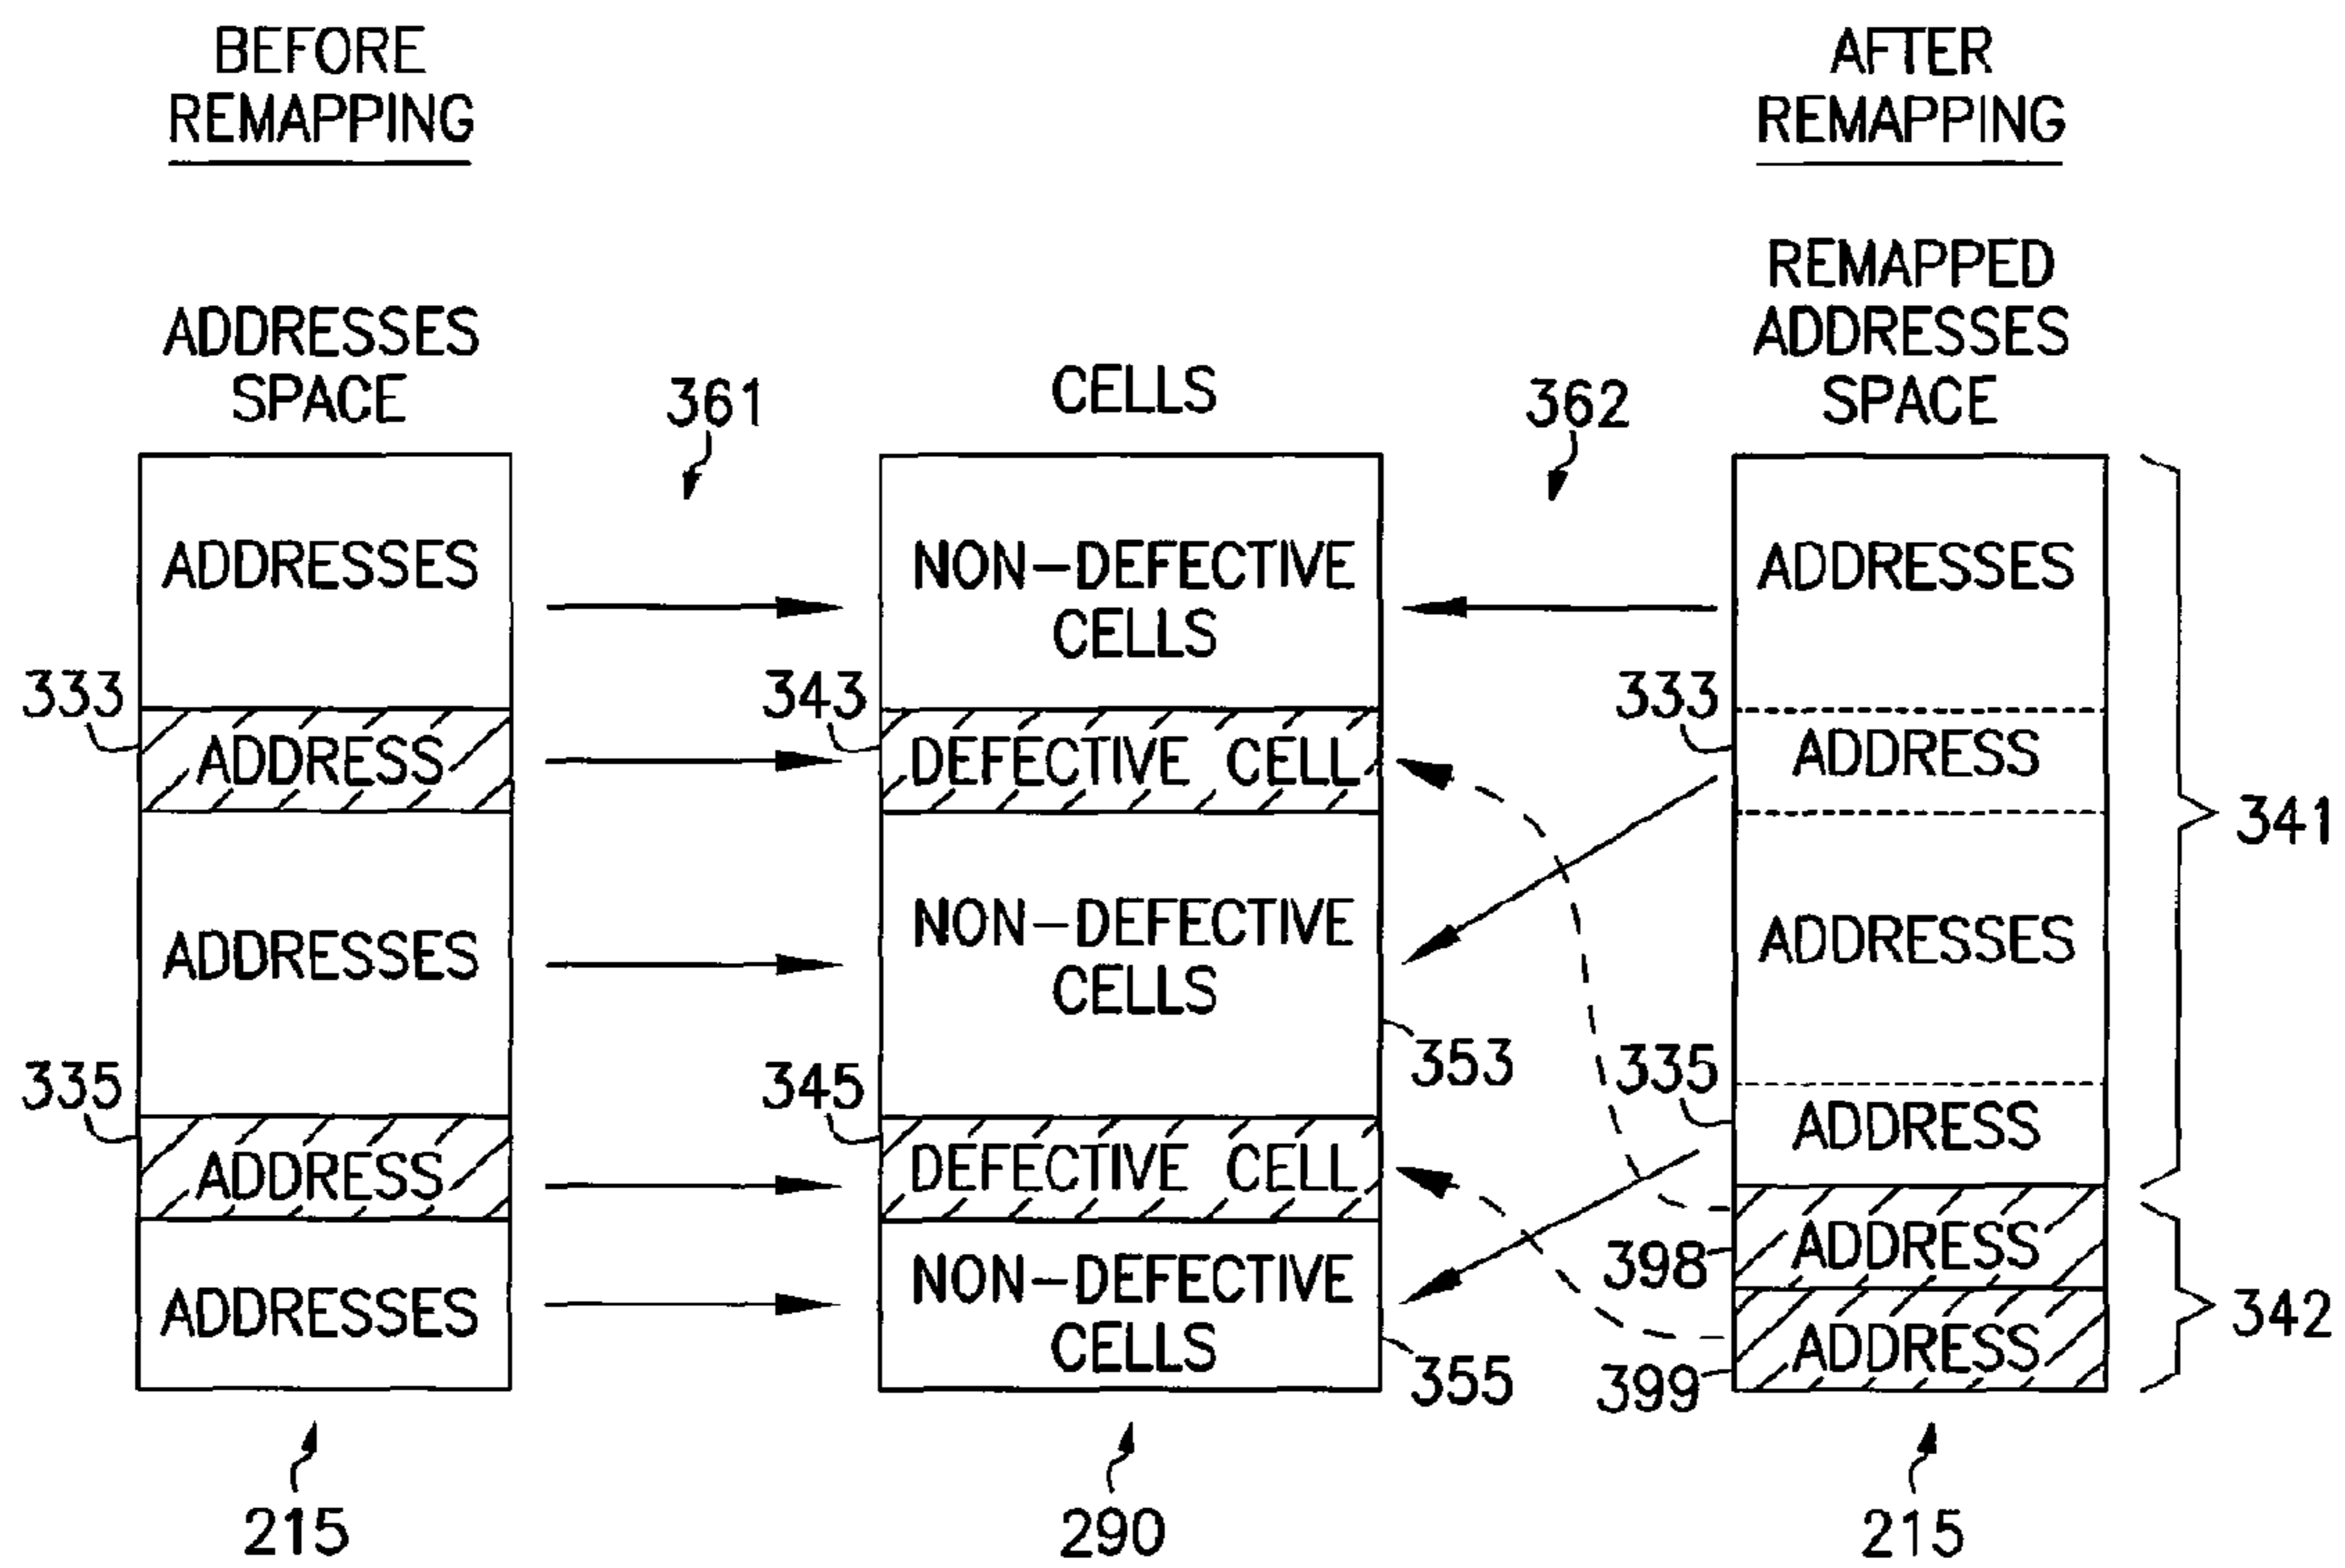 BEFORE
REMAPPING
AFTER
REMAPPING
ADDRESSES
SPACE
361
CELLS
362
REMAPPED
ADDRESSES
SPACE
ADDRESSES
NON-DEFECTIVE
CELLS
ADDRESSES
333
ADDRESS
343
DEFECTIVE CELL
333
ADDRESS
341
ADDRESSES
NON-DEFECTIVE
CELLS
353
ADDRESSES
335
ADDRESS
345
DEFECTIVE CELL
335
ADDRESS
ADDRESSES
NON-DEFECTIVE
CELLS
355
398
ADDRESS
399
ADDRESS
342
215
290
215